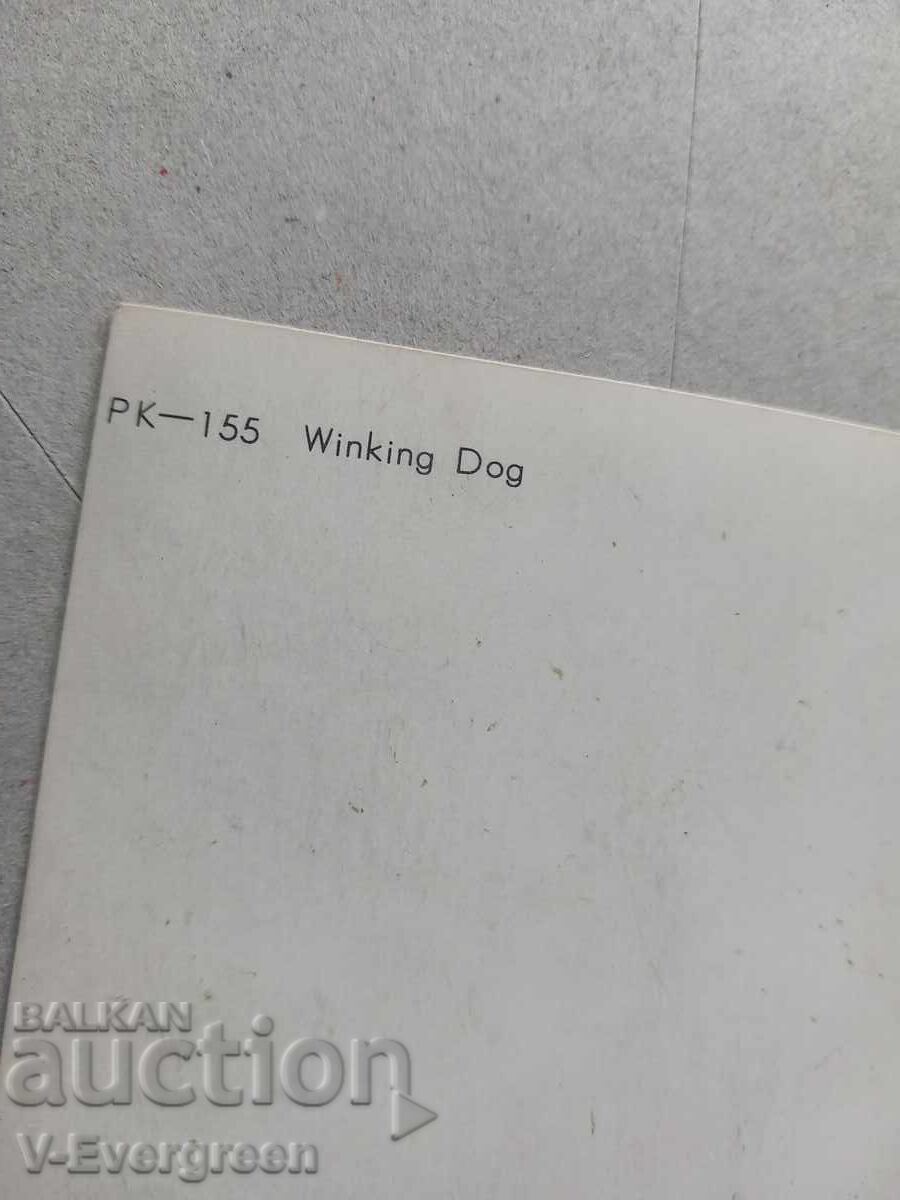 PK—155 Winking Dog
BALKAN
auction
V-Evergreen